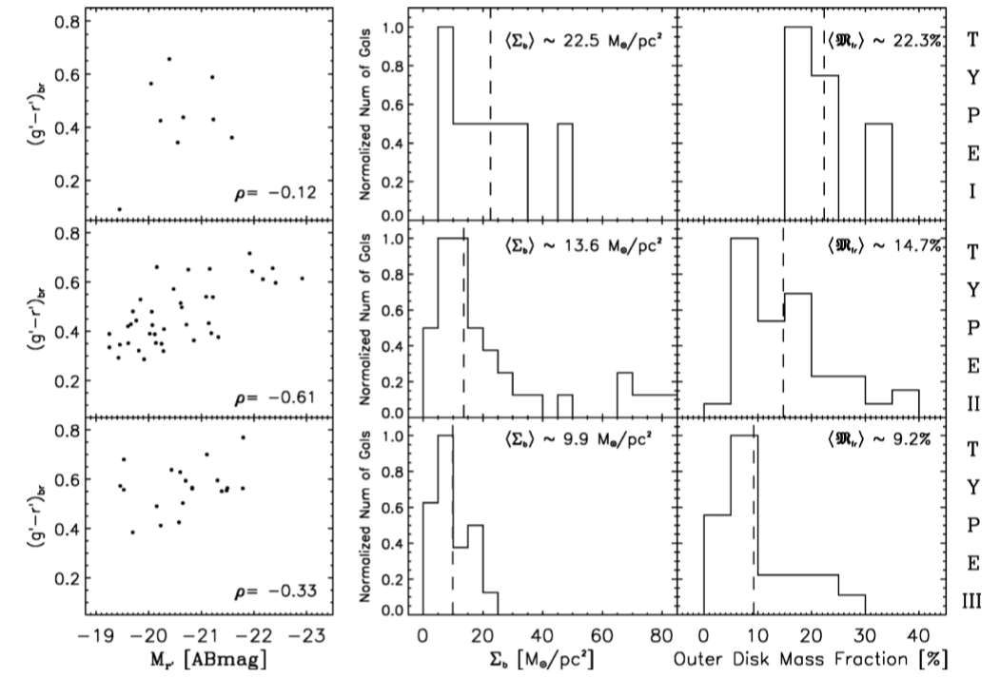 0.8
0.6
0.4
0.2
(g'−r')br
ρ= −0.12
1.0
0.8
0.6
0.4
0.2
0.0
Normalized Num of Gals
⟨Σb⟩ ~ 22.5 M⊙/pc²
⟨𝕸fr⟩ ~ 22.3%
T
Y
P
E
I
0.8
0.6
0.4
0.2
(g'−r')br
ρ= −0.61
1.0
0.8
0.6
0.4
0.2
0.0
Normalized Num of Gals
⟨Σb⟩ ~ 13.6 M⊙/pc²
⟨𝕸fr⟩ ~ 14.7%
T
Y
P
E
II
0.8
0.6
0.4
0.2
(g'−r')br
ρ= −0.33
1.0
0.8
0.6
0.4
0.2
0.0
Normalized Num of Gals
⟨Σb⟩ ~ 9.9 M⊙/pc²
⟨𝕸fr⟩ ~ 9.2%
T
Y
P
E
III
−19 −20 −21 −22 −23
Mr' [ABmag]
0 20 40 60 80
Σb [M⊙/pc²]
0 10 20 30 40
Outer Disk Mass Fraction [%]